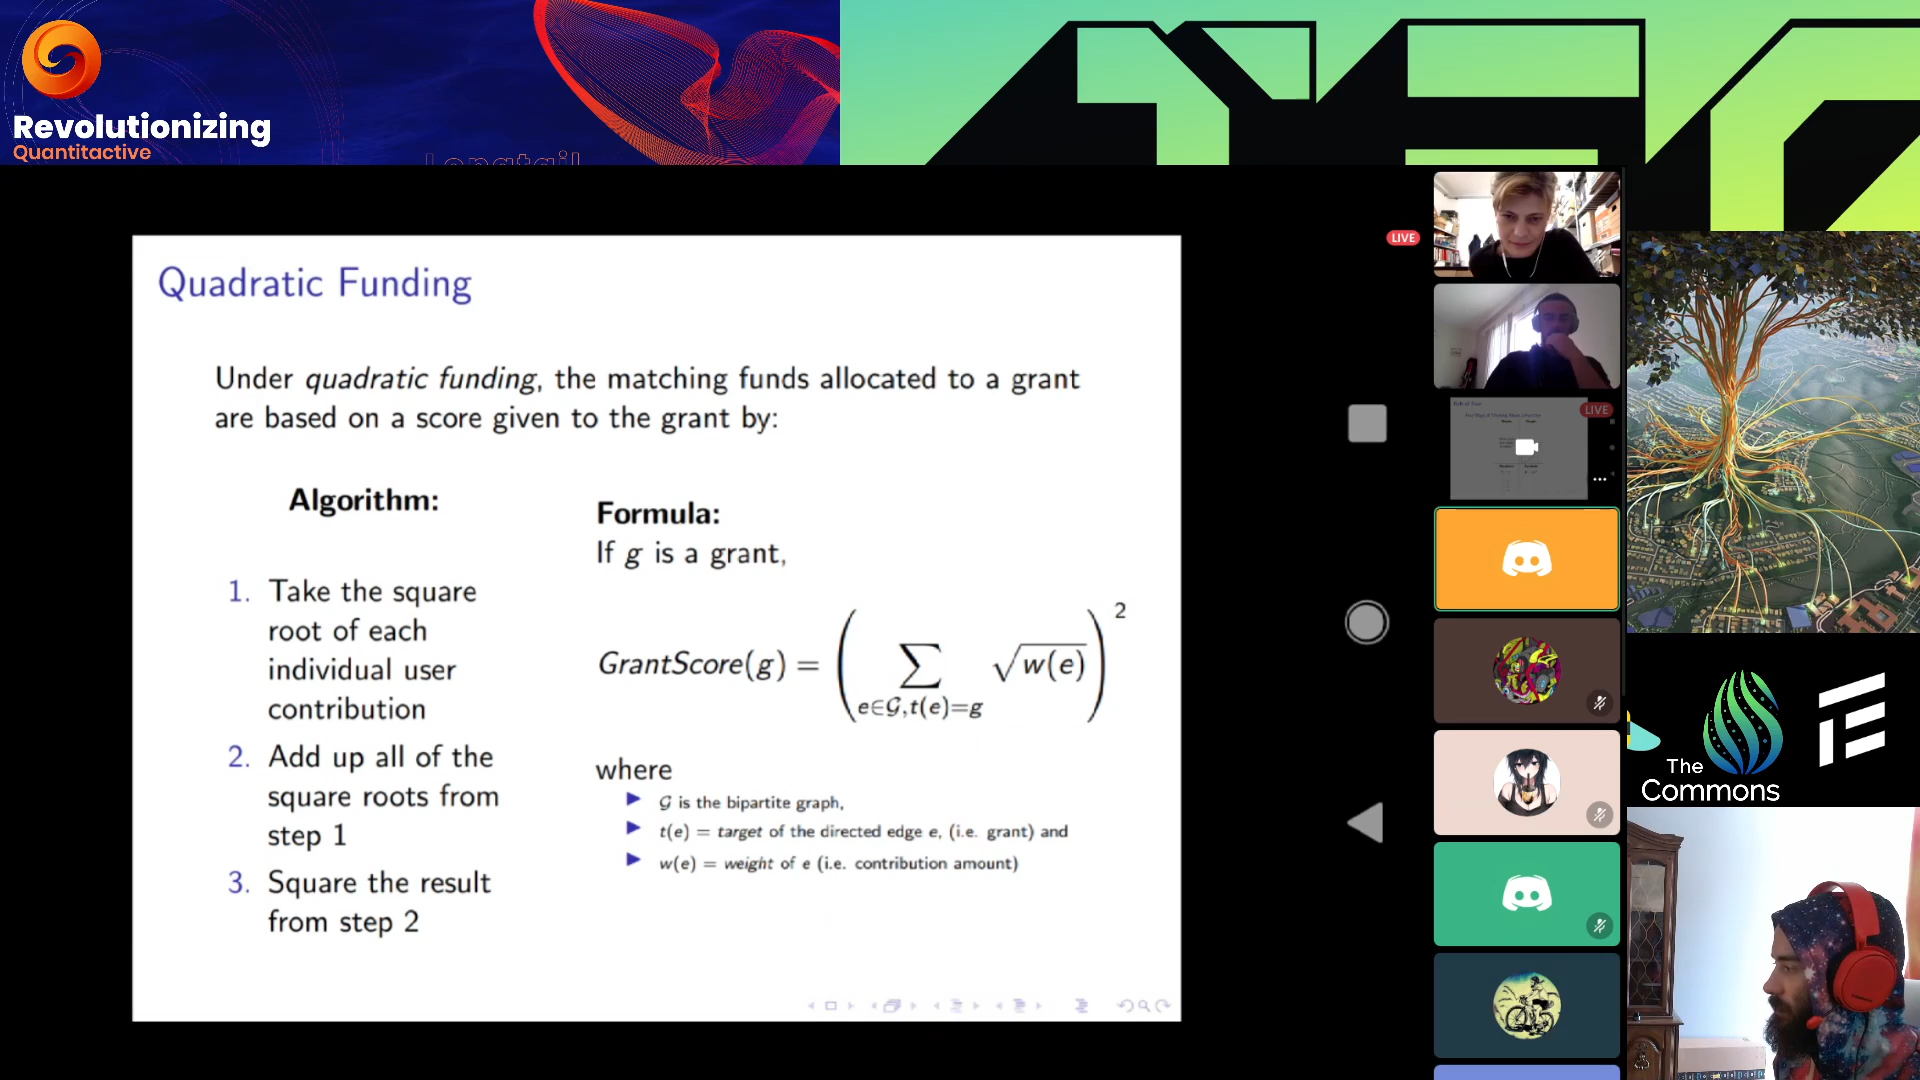 Revolutionizing
Quantitactive
Longtail
LIVE
Quadratic Funding
Under quadratic funding, the matching funds allocated to a grant
are based on a score given to the grant by:
Algorithm:
1. Take the square
root of each
individual user
contribution
2. Add up all of the
square roots from
step 1
3. Square the result
from step 2
Formula:
If g is a grant,
GrantScore(g) = ( ∑ e∈𝒢,t(e)=g √w(e) )²
where
▶ 𝒢 is the bipartite graph,
▶ t(e) = target of the directed edge e, (i.e. grant) and
▶ w(e) = weight of e (i.e. contribution amount)
LIVE
The
Commons